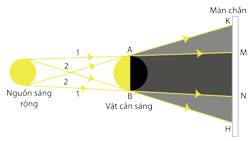 Màn chắn
K
1
A
M
2
2
1
B
N
H
Nguồn sáng
rộng
Vật cản sáng